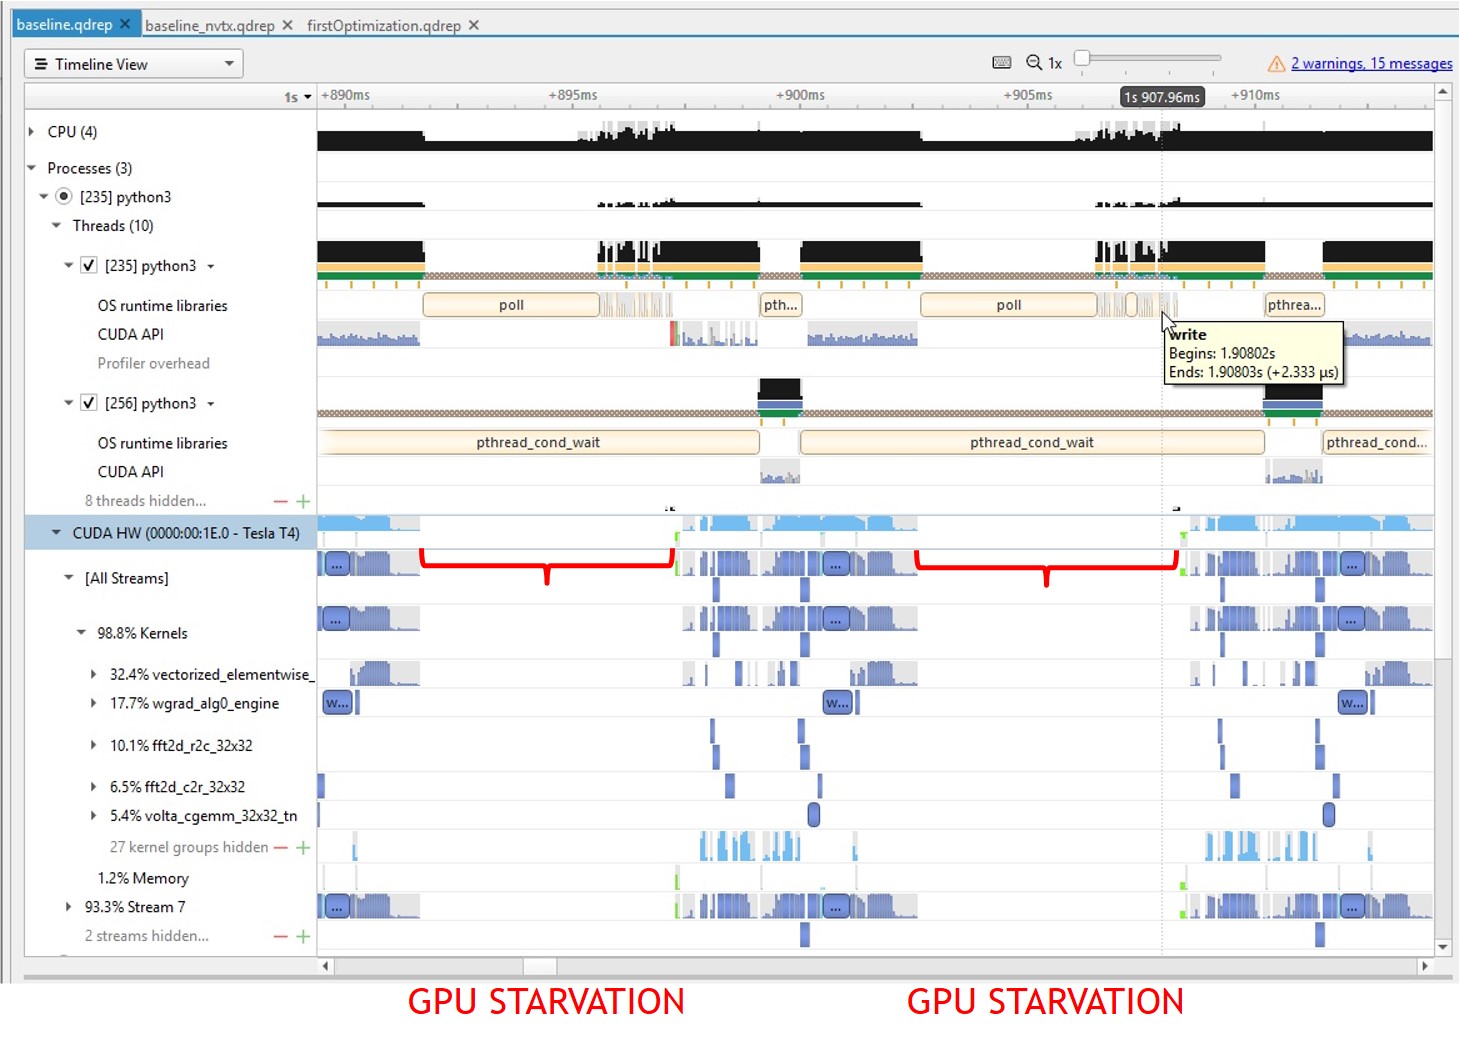 baseline.qdrep ✕ baseline_nvtx.qdrep ✕ firstOptimization.qdrep ✕
Timeline View 1x 2 warnings, 15 messages
1s +890ms +895ms +900ms +905ms 1s 907.96ms +910ms
CPU (4)
Processes (3)
[235] python3
Threads (10)
[235] python3
OS runtime libraries poll pth... poll pthrea...
CUDA API
write
Begins: 1.90802s
Ends: 1.90803s (+2.333 µs)
Profiler overhead
[256] python3
OS runtime libraries pthread_cond_wait pthread_cond_wait pthread_cond...
CUDA API
8 threads hidden...
CUDA HW (0000:00:1E.0 - Tesla T4)
[All Streams] ... ... ...
98.8% Kernels ... ... ...
32.4% vectorized_elementwise_
17.7% wgrad_alg0_engine w... w... w...
10.1% fft2d_r2c_32x32
6.5% fft2d_c2r_32x32
5.4% volta_cgemm_32x32_tn
27 kernel groups hidden
1.2% Memory
93.3% Stream 7 ... ... ...
2 streams hidden...
GPU STARVATION GPU STARVATION